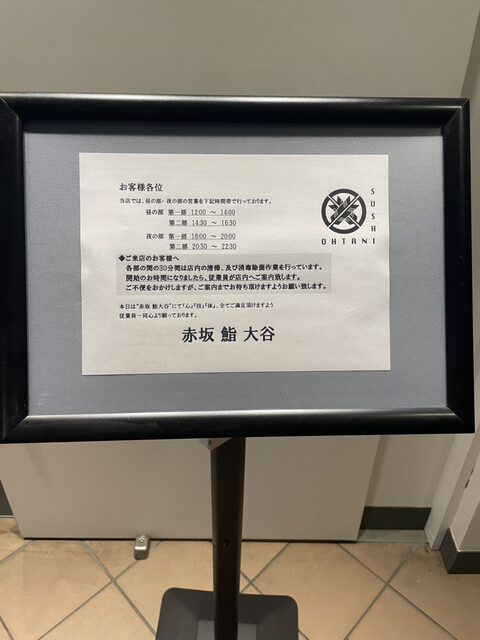 お客様各位
当店では、昼の部・夜の部の営業を下記時間帯で行っております。
昼の部 第一部 12:00 ～ 14:00
第二部 14:30 ～ 16:30
夜の部 第一部 18:00 ～ 20:00
第二部 20:30 ～ 22:30
◆ご来店のお客様へ
各部の間の30分間は店内の清掃、及び消毒除菌作業を行っています。
開始のお時間になりましたら、従業員が店内へご案内致します。
ご不便をおかけしますが、ご案内までお待ち頂けますようお願い致します。
本日は“赤坂 鮨大谷”にて「心」「技」「体」、全てご満足頂けますよう
従業員一同心より願っております。
赤坂 鮨 大谷
SUSHI
OHTANI